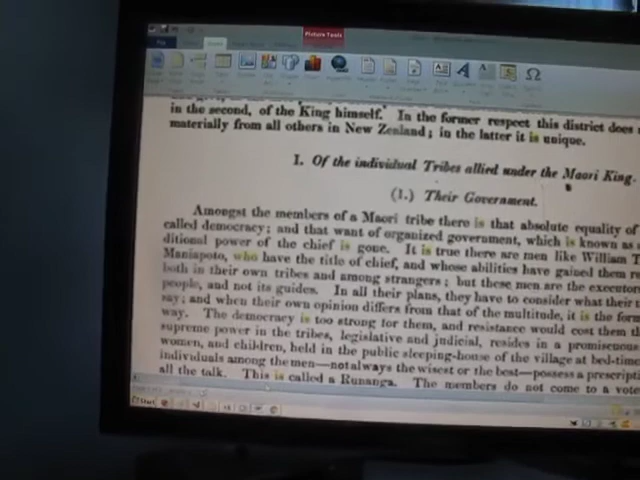 Picture Tools
in the second, of the King himself. In the former respect this district does
materially from all others in New Zealand; in the latter it is unique.
1. Of the individual Tribes allied under the Maori King.
(1.) Their Government.
Amongst the members of a Maori tribe there is that absolute equality of
called democracy; and that want of organized government, which is known as
ditional power of the chief is gone. It is true there are men like William T
Maniapoto, who have the title of chief, and whose abilities have gained them
both in their own tribes and among strangers; but these men are the executors
people, and not its guides. In all their plans, they have to consider what their
say; and when their own opinion differs from that of the multitude, it is the form
way. The democracy is too strong for them, and resistance would cost them
supreme power in the tribes, legislative and judicial, resides in a promiscuous
women, and children, held in the public sleeping-house of the village at bed-time
individuals among the men—not always the wisest or the best—possess a prescripti
all the talk. This is called a Runanga. The members do not come to a vote
Start